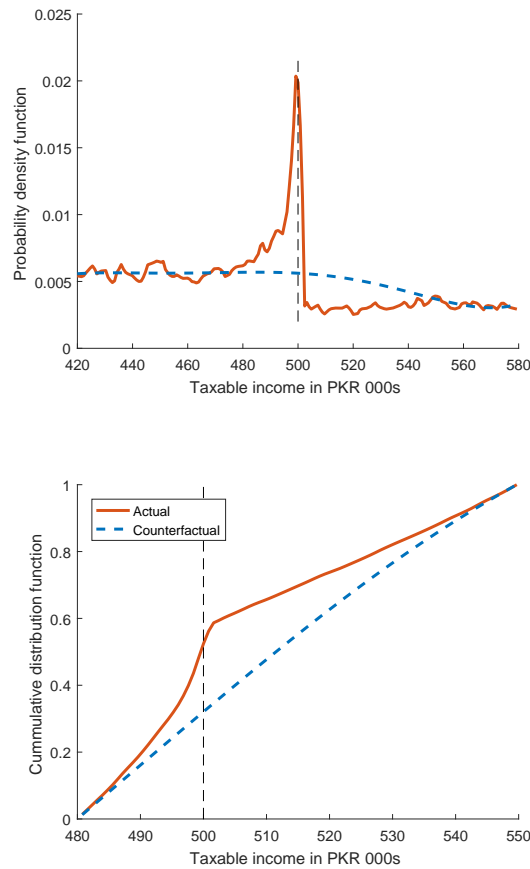 0.025
0.02
0.015
0.01
0.005
0
Probability density function
420 440 460 480 500 520 540 560 580
Taxable income in PKR 000s
1
0.8
0.6
0.4
0.2
0
Cummulative distribution function
Actual
Counterfactual
480 490 500 510 520 530 540 550
Taxable income in PKR 000s